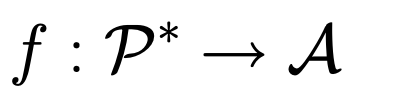 f : 𝒫* → 𝒜